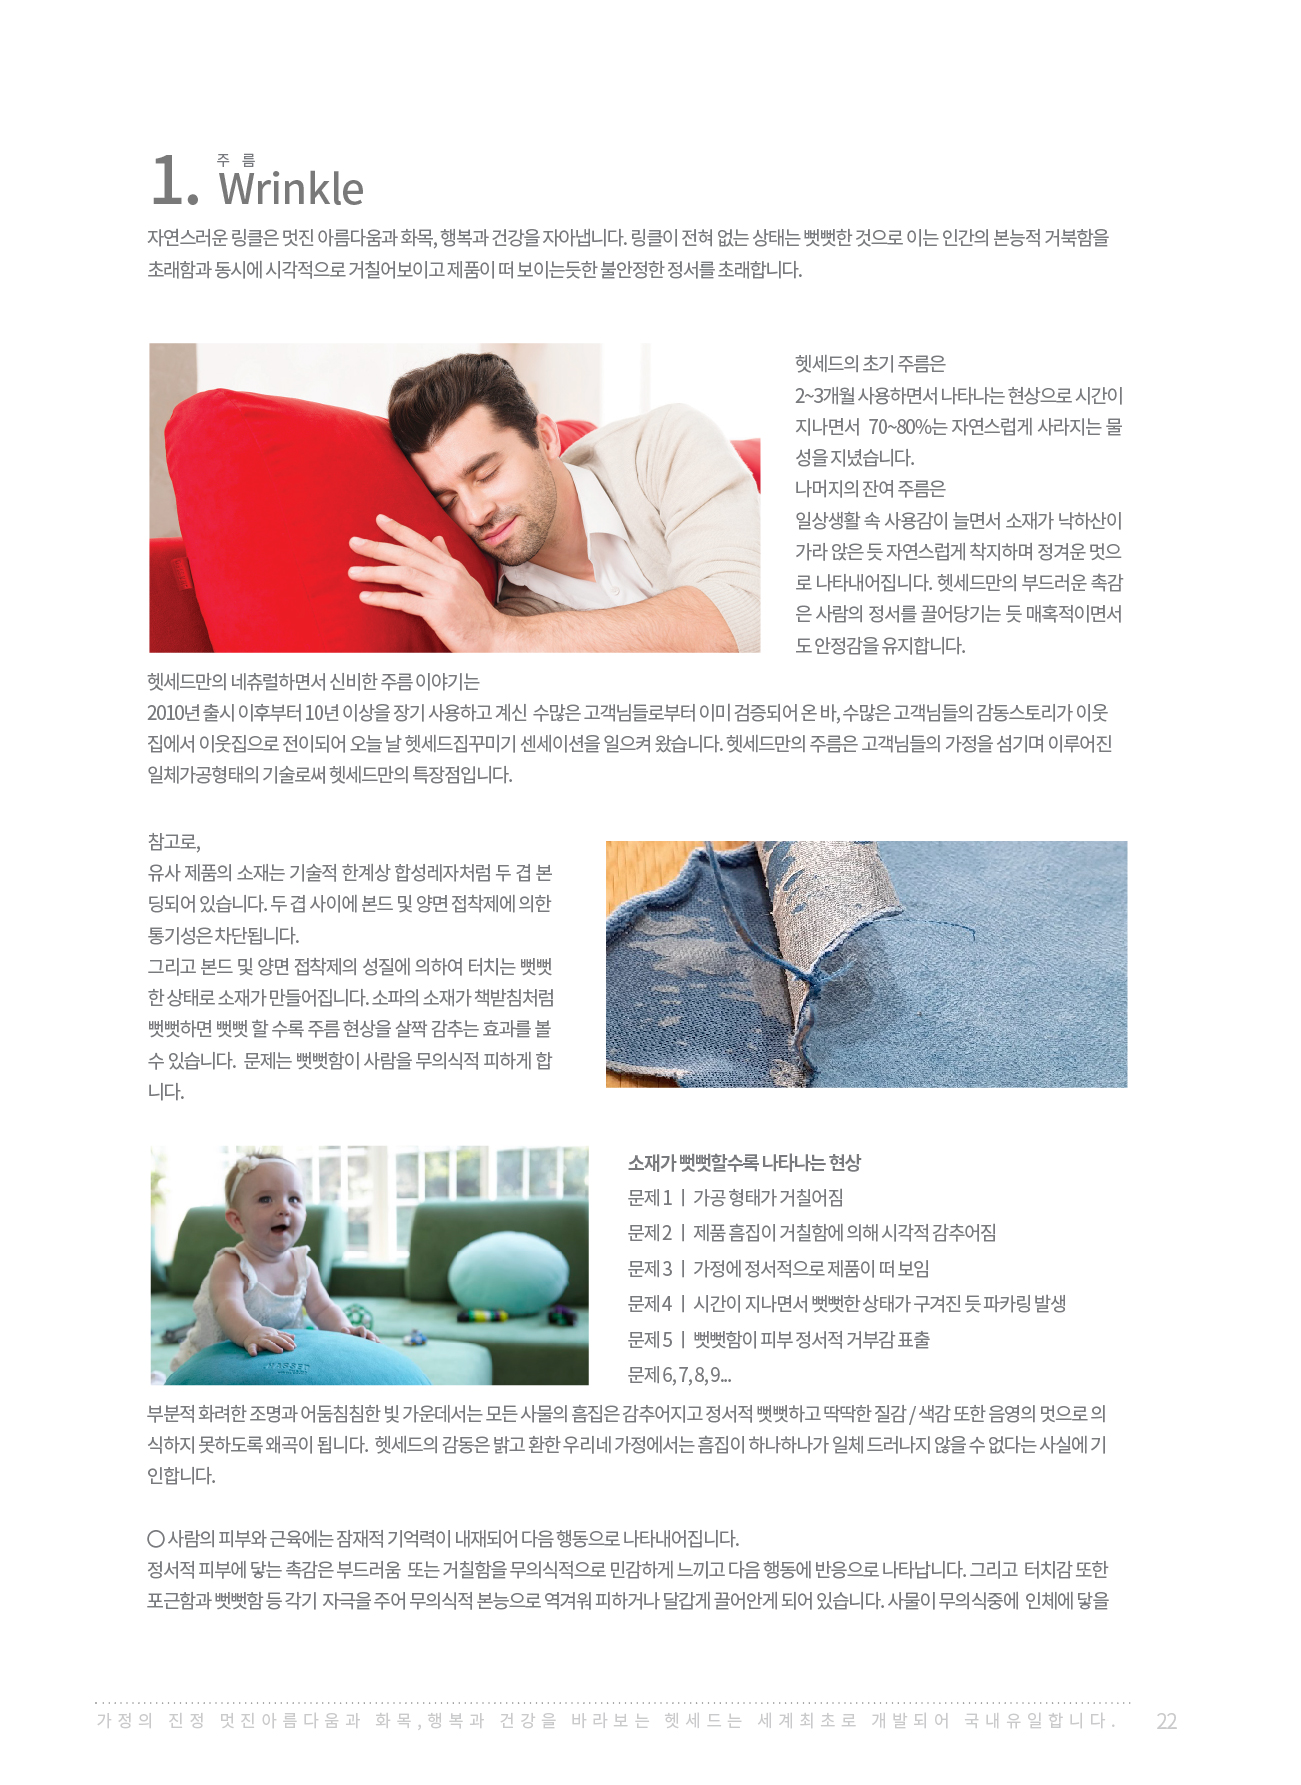 1. 주 름
Wrinkle
자연스러운 링클은 멋진 아름다움과 화목, 행복과 건강을 자아냅니다. 링클이 전혀 없는 상태는 뻣뻣한 것으로 이는 인간의 본능적 거북함을
초래함과 동시에 시각적으로 거칠어보이고 제품이 떠 보이는듯한 불안정한 정서를 초래합니다.
헷세드의 초기 주름은
2~3개월 사용하면서 나타나는 현상으로 시간이
지나면서 70~80%는 자연스럽게 사라지는 물
성을 지녔습니다.
나머지의 잔여 주름은
일상생활 속 사용감이 늘면서 소재가 낙하산이
가라 앉은 듯 자연스럽게 착지하며 정겨운 멋으
로 나타내어집니다. 헷세드만의 부드러운 촉감
은 사람의 정서를 끌어당기는 듯 매혹적이면서
도 안정감을 유지합니다.
헷세드만의 네츄럴하면서 신비한 주름 이야기는
2010년 출시 이후부터 10년 이상을 장기 사용하고 계신 수많은 고객님들로부터 이미 검증되어 온 바, 수많은 고객님들의 감동스토리가 이웃
집에서 이웃집으로 전이되어 오늘 날 헷세드집꾸미기 센세이션을 일으켜 왔습니다. 헷세드만의 주름은 고객님들의 가정을 섬기며 이루어진
일체가공형태의 기술로써 헷세드만의 특장점입니다.
참고로,
유사 제품의 소재는 기술적 한계상 합성레자처럼 두 겹 본
딩되어 있습니다. 두 겹 사이에 본드 및 양면 접착제에 의한
통기성은 차단됩니다.
그리고 본드 및 양면 접착제의 성질에 의하여 터치는 뻣뻣
한 상태로 소재가 만들어집니다. 소파의 소재가 책받침처럼
뻣뻣하면 뻣뻣 할 수록 주름 현상을 살짝 감추는 효과를 볼
수 있습니다. 문제는 뻣뻣함이 사람을 무의식적 피하게 합
니다.
소재가 뻣뻣할수록 나타나는 현상
문제 1 ㅣ 가공 형태가 거칠어짐
문제 2 ㅣ 제품 흠집이 거칠함에 의해 시각적 감추어짐
문제 3 ㅣ 가정에 정서적으로 제품이 떠 보임
문제 4 ㅣ 시간이 지나면서 뻣뻣한 상태가 구겨진 듯 파카링 발생
문제 5 ㅣ 뻣뻣함이 피부 정서적 거부감 표출
문제 6, 7, 8, 9...
부분적 화려한 조명과 어둠침침한 빛 가운데서는 모든 사물의 흠집은 감추어지고 정서적 뻣뻣하고 딱딱한 질감 / 색감 또한 음영의 멋으로 의
식하지 못하도록 왜곡이 됩니다. 헷세드의 감동은 밝고 환한 우리네 가정에서는 흠집이 하나하나가 일체 드러나지 않을 수 없다는 사실에 기
인합니다.
○ 사람의 피부와 근육에는 잠재적 기억력이 내재되어 다음 행동으로 나타내어집니다.
정서적 피부에 닿는 촉감은 부드러움 또는 거칠함을 무의식적으로 민감하게 느끼고 다음 행동에 반응으로 나타납니다. 그리고 터치감 또한
포근함과 뻣뻣함 등 각기 자극을 주어 무의식적 본능으로 역겨워 피하거나 달갑게 끌어안게 되어 있습니다. 사물이 무의식중에 인체에 닿을
가정의 진정 멋진아름다움과 화목,행복과 건강을 바라보는 헷세드는 세계최초로 개발되어 국내유일합니다. 22